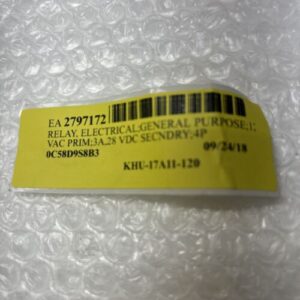 EA 2797172
RELAY, ELECTRICAL;GENERAL PURPOSE;1;
VAC PRIM;3A,28 VDC SECNDRY;4P
0C58D9S8B3 09/24/18
KHU-17A11-120